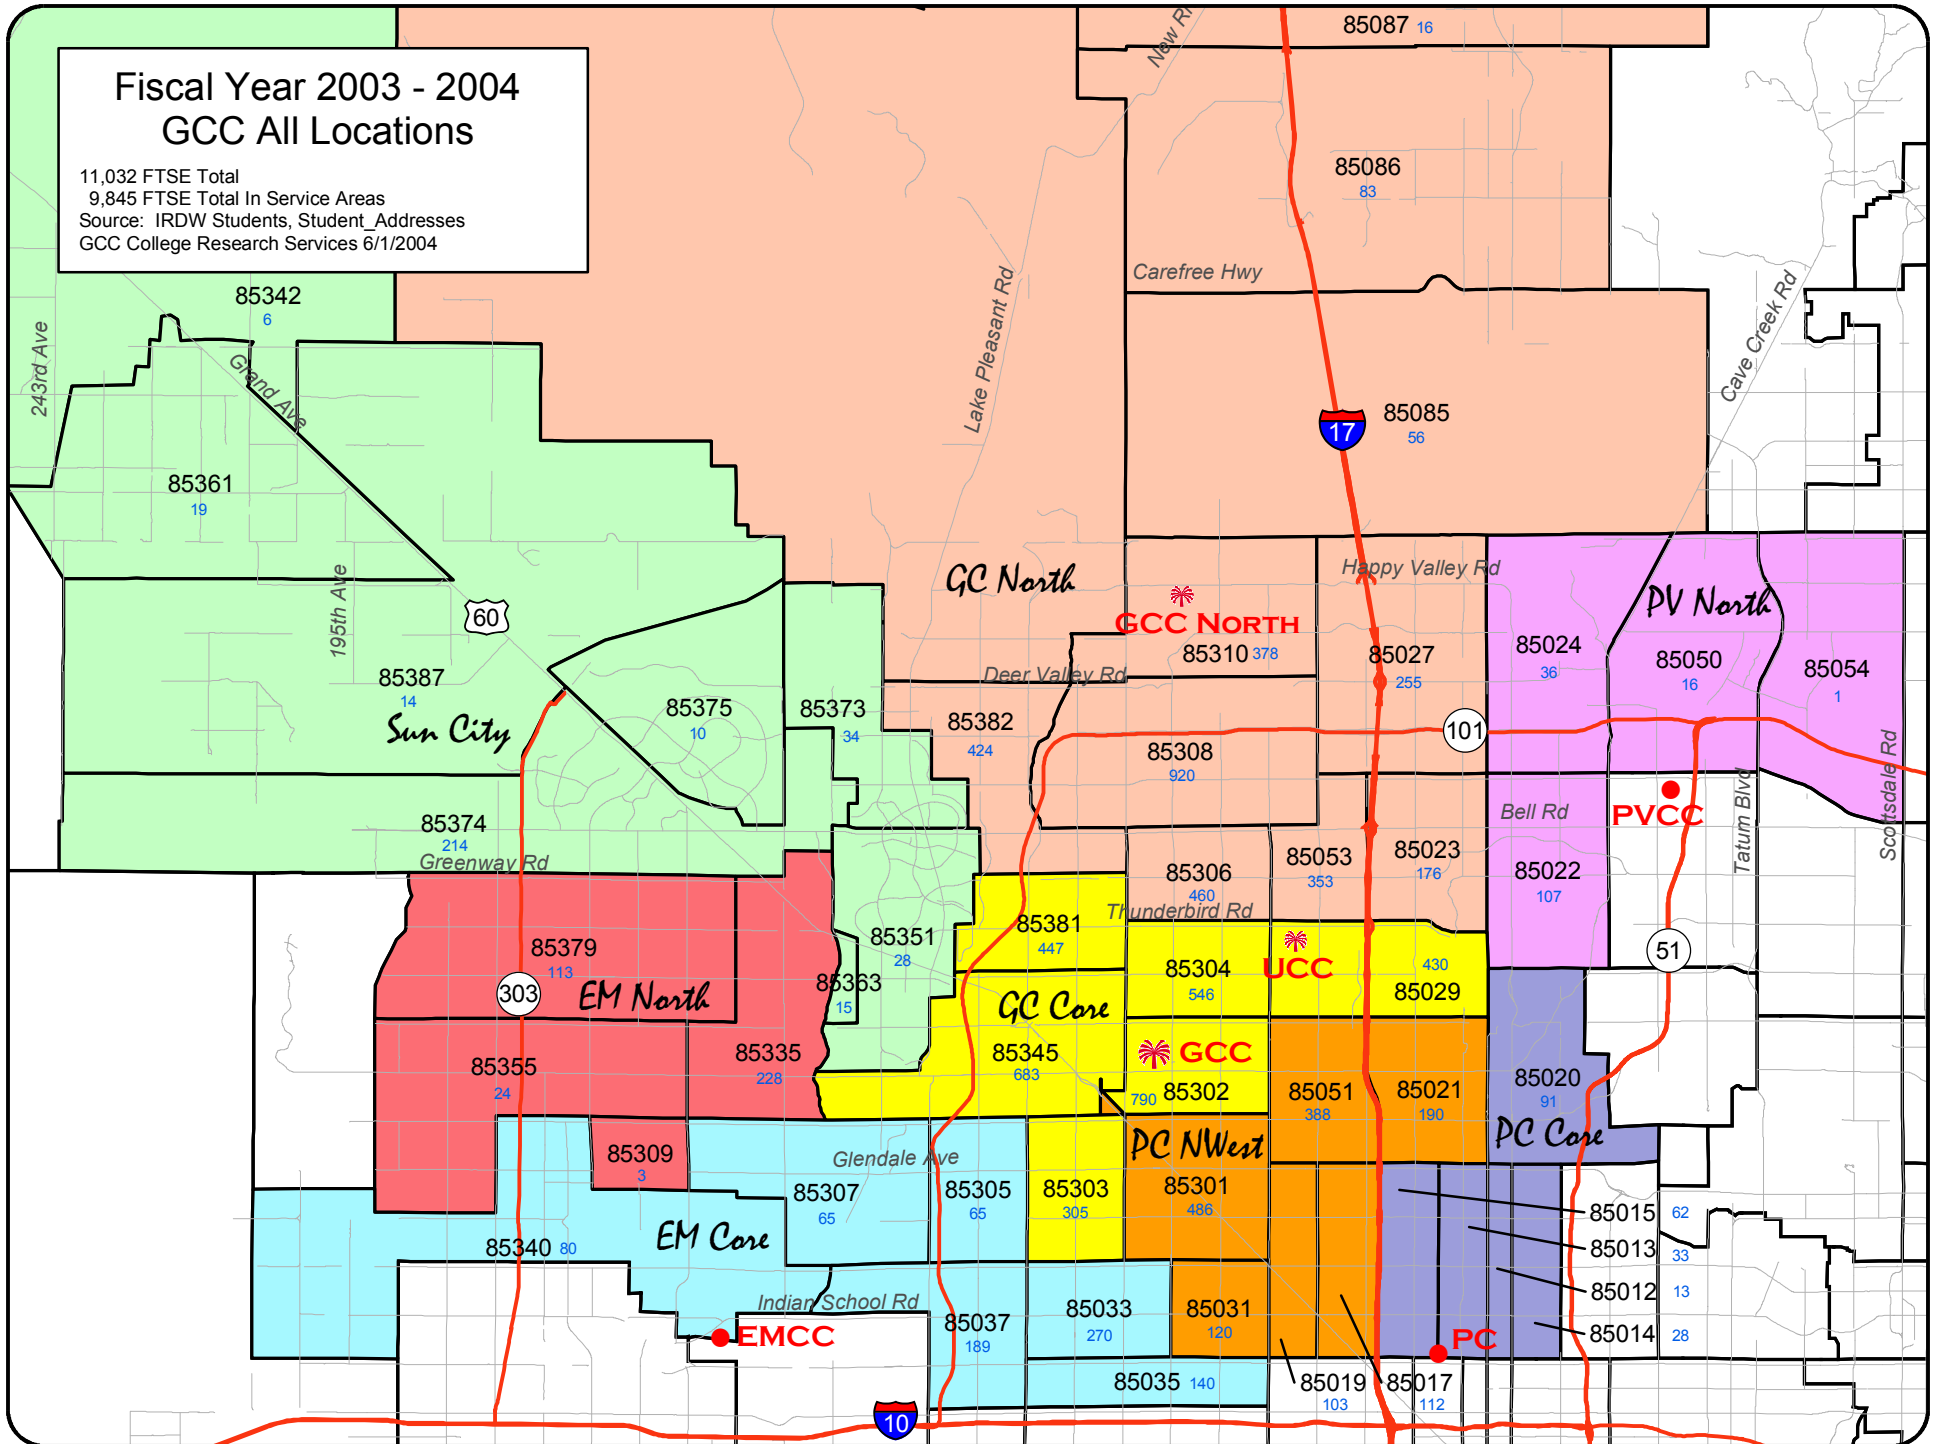 Fiscal Year 2003 - 2004
GCC All Locations
11,032 FTSE Total
9,845 FTSE Total In Service Areas
Source: IRDW Students, Student_Addresses
GCC College Research Services 6/1/2004
85087 16
85086
83
Carefree Hwy
Lake Pleasant Rd
Cave Creek Rd
85342
6
243rd Ave
Grand Ave
17
85085
56
85361
19
195th Ave
60
GC North
GCC North
85310 378
Happy Valley Rd
PV North
85027
255
85024
36
85050
16
85054
1
Deer Valley Rd
85387
14
Sun City
85375
10
85373
34
85382
424
85308
920
101
Scottsdale Rd
Tatum Blvd
Bell Rd
PVCC
85374
214
Greenway Rd
85306
460
85053
353
85023
176
85022
107
Thunderbird Rd
85381
447
85351
28
85379
113
303
EM North
85363
15
GC Core
85304
546
UCC
430
85029
51
85355
24
85335
228
85345
683
GCC
790 85302
85051
388
85021
190
85020
91
PC Core
PC NWest
85309
3
Glendale Ave
85307
65
85305
65
85303
305
85301
486
85015 62
85013 33
85012 13
85014 28
85340 80
EM Core
Indian School Rd
EMCC
85037
189
85033
270
85031
120
PC
85035 140
85019
103
85017
112
10